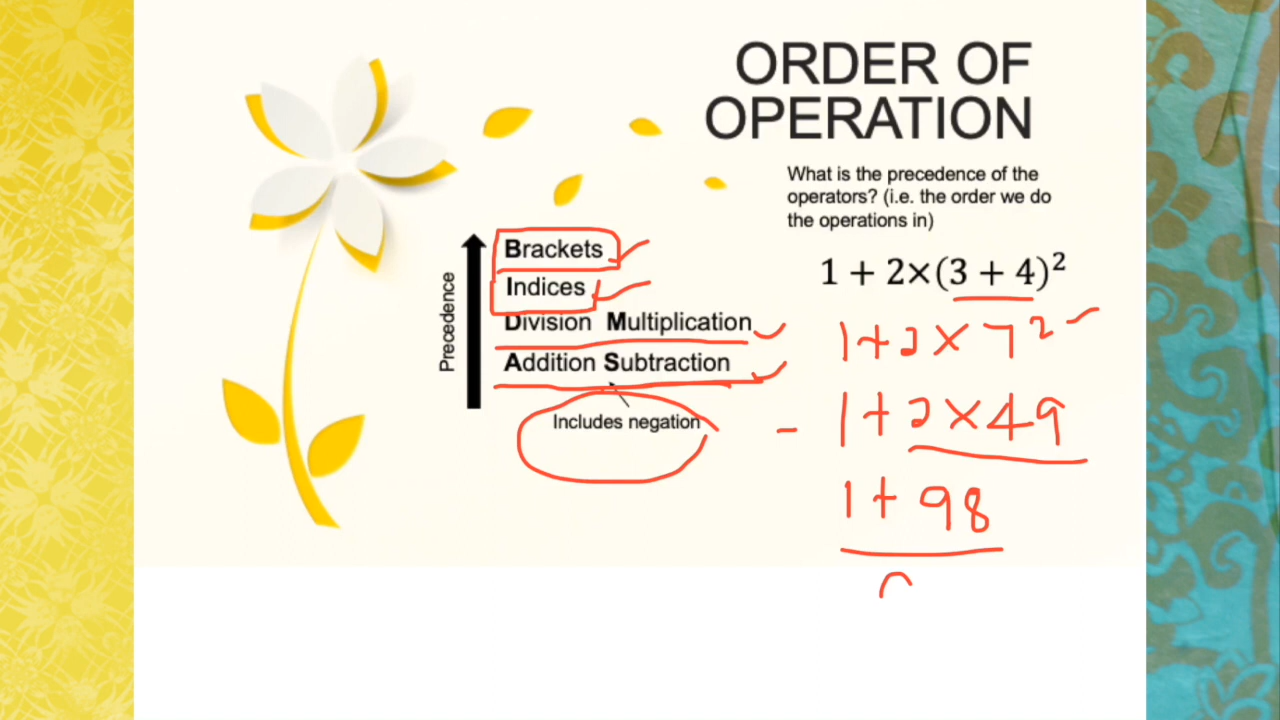 ORDER OF
OPERATION
What is the precedence of the
operators? (i.e. the order we do
the operations in)
Precedence
Brackets
Indices
Division Multiplication
Addition Subtraction
Includes negation
1 + 2×(3 + 4)²
1+2×7²
1+2×49
1+98